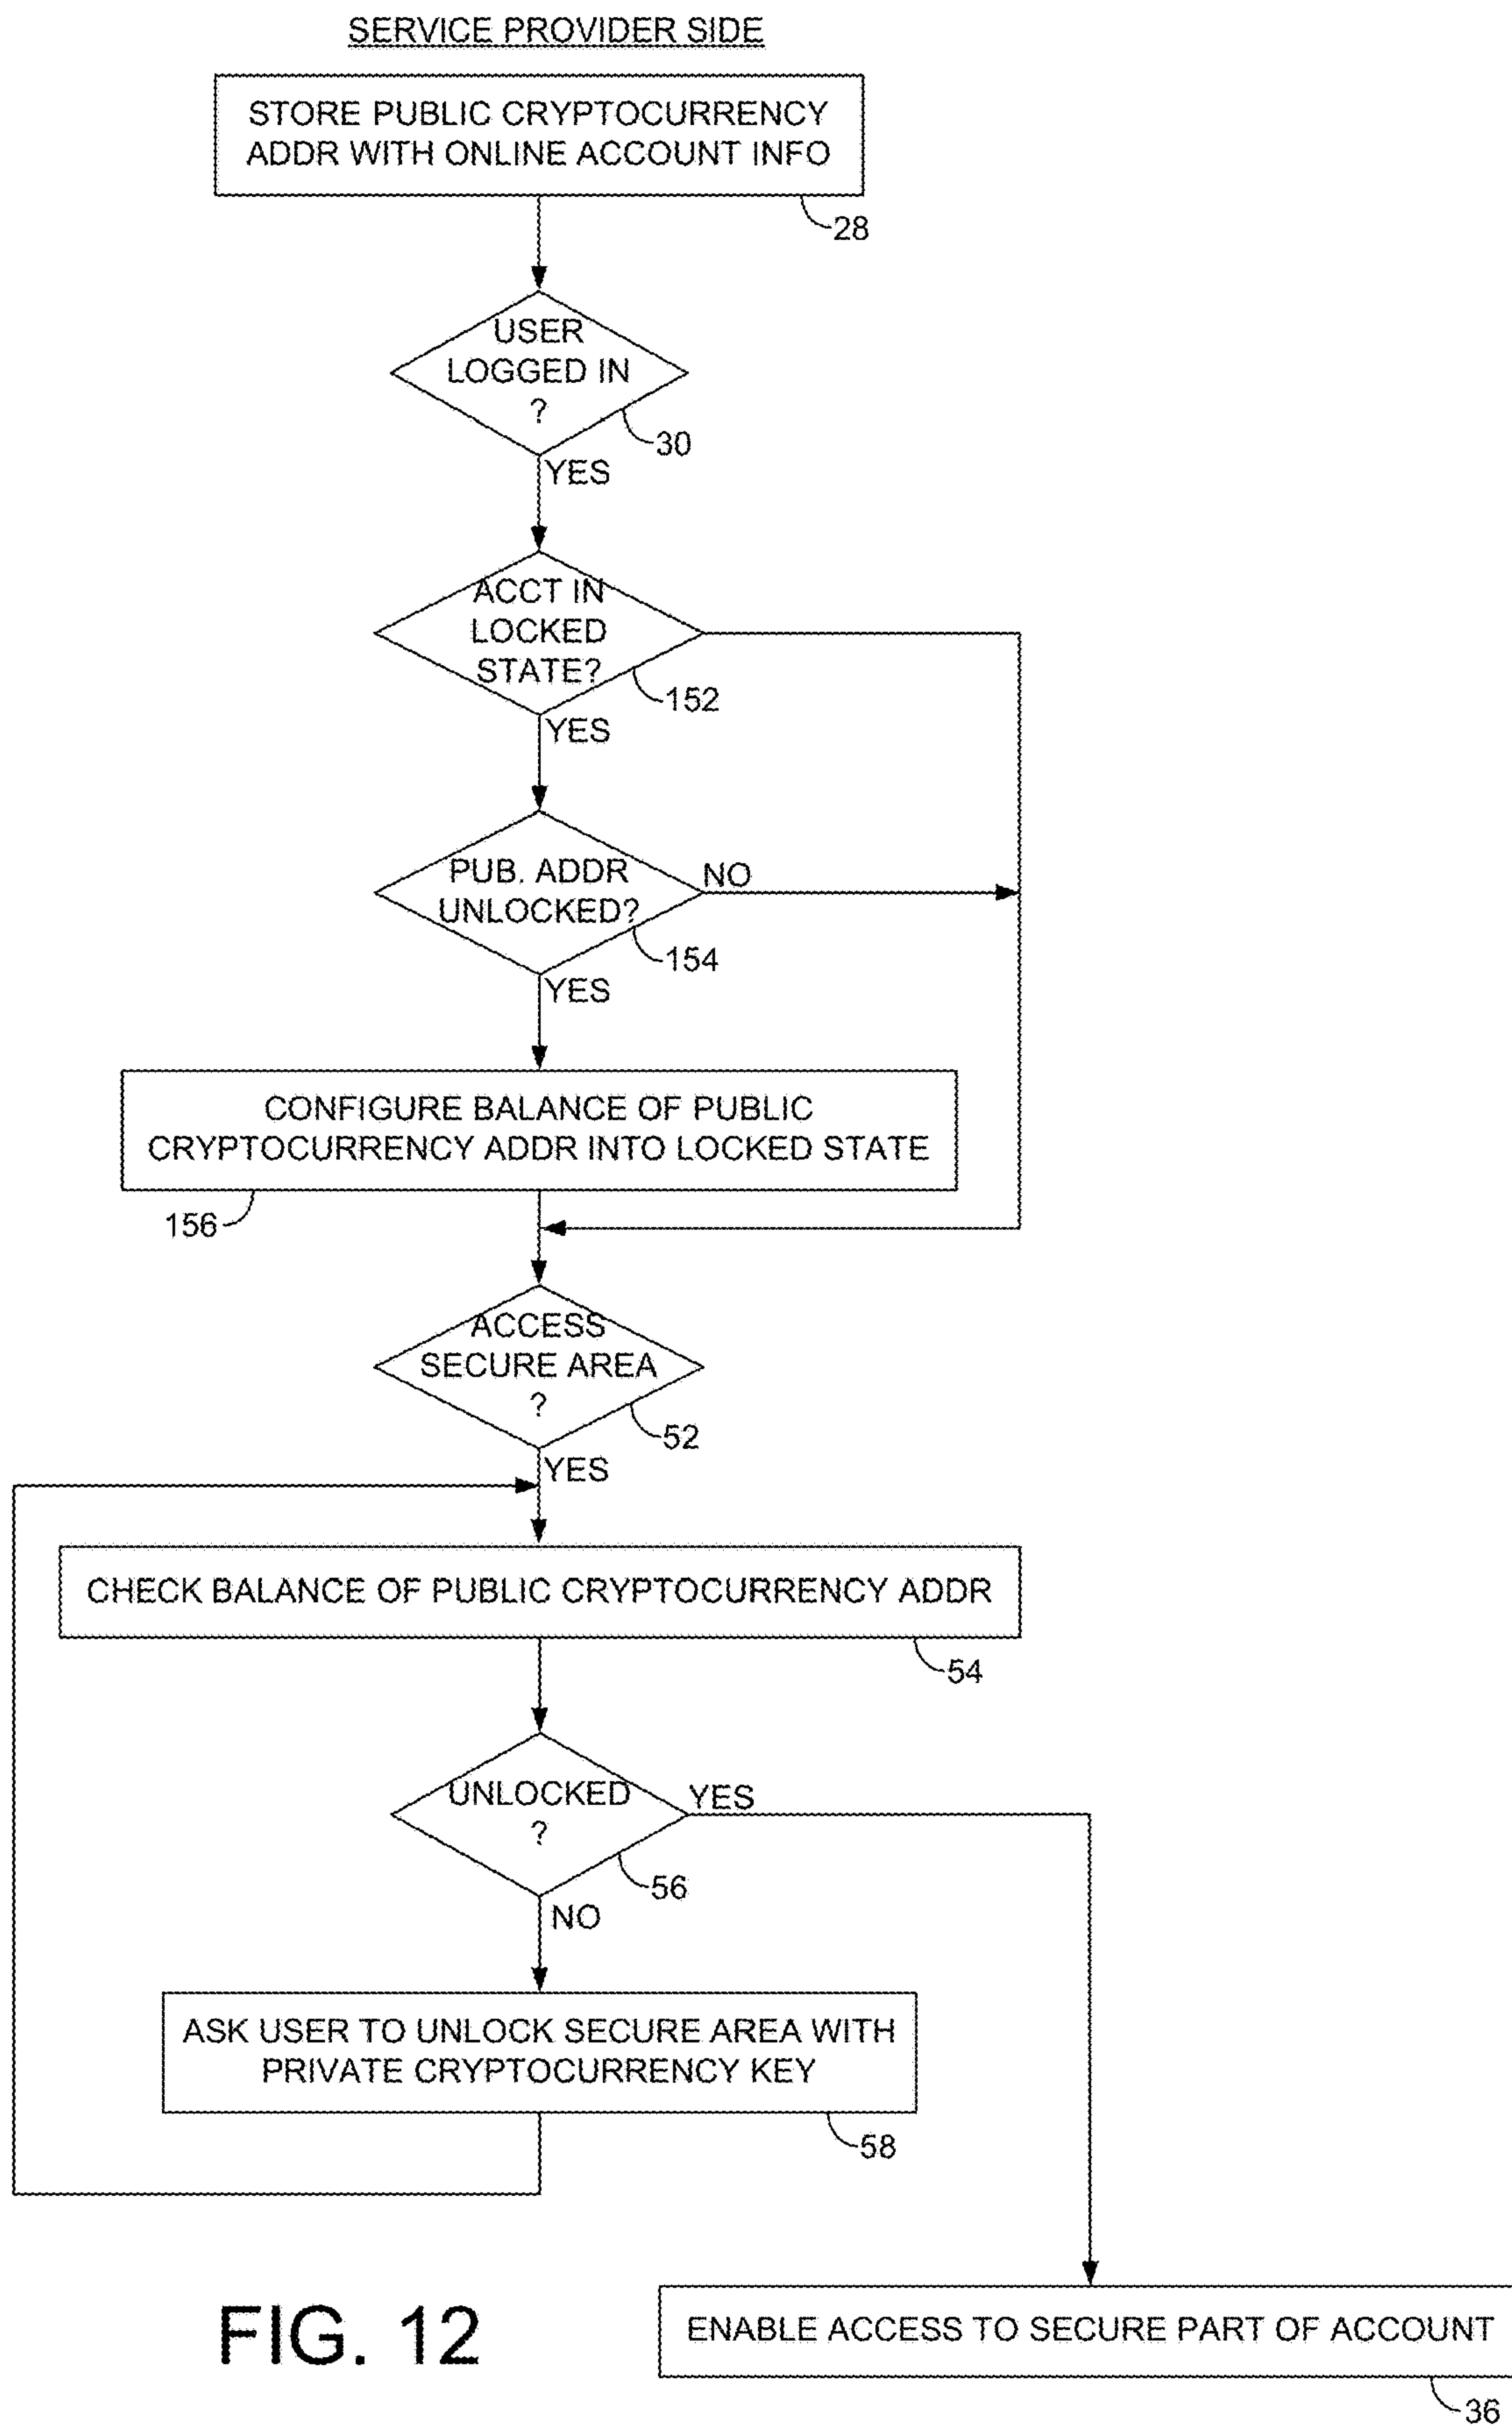 SERVICE PROVIDER SIDE
STORE PUBLIC CRYPTOCURRENCY
ADDR WITH ONLINE ACCOUNT INFO
28
USER
LOGGED IN
?
30
YES
ACCT IN
LOCKED
STATE?
152
YES
PUB. ADDR
UNLOCKED?
NO
154
YES
CONFIGURE BALANCE OF PUBLIC
CRYPTOCURRENCY ADDR INTO LOCKED STATE
156
ACCESS
SECURE AREA
?
52
YES
CHECK BALANCE OF PUBLIC CRYPTOCURRENCY ADDR
54
UNLOCKED
?
YES
56
NO
ASK USER TO UNLOCK SECURE AREA WITH
PRIVATE CRYPTOCURRENCY KEY
58
FIG. 12
ENABLE ACCESS TO SECURE PART OF ACCOUNT
36